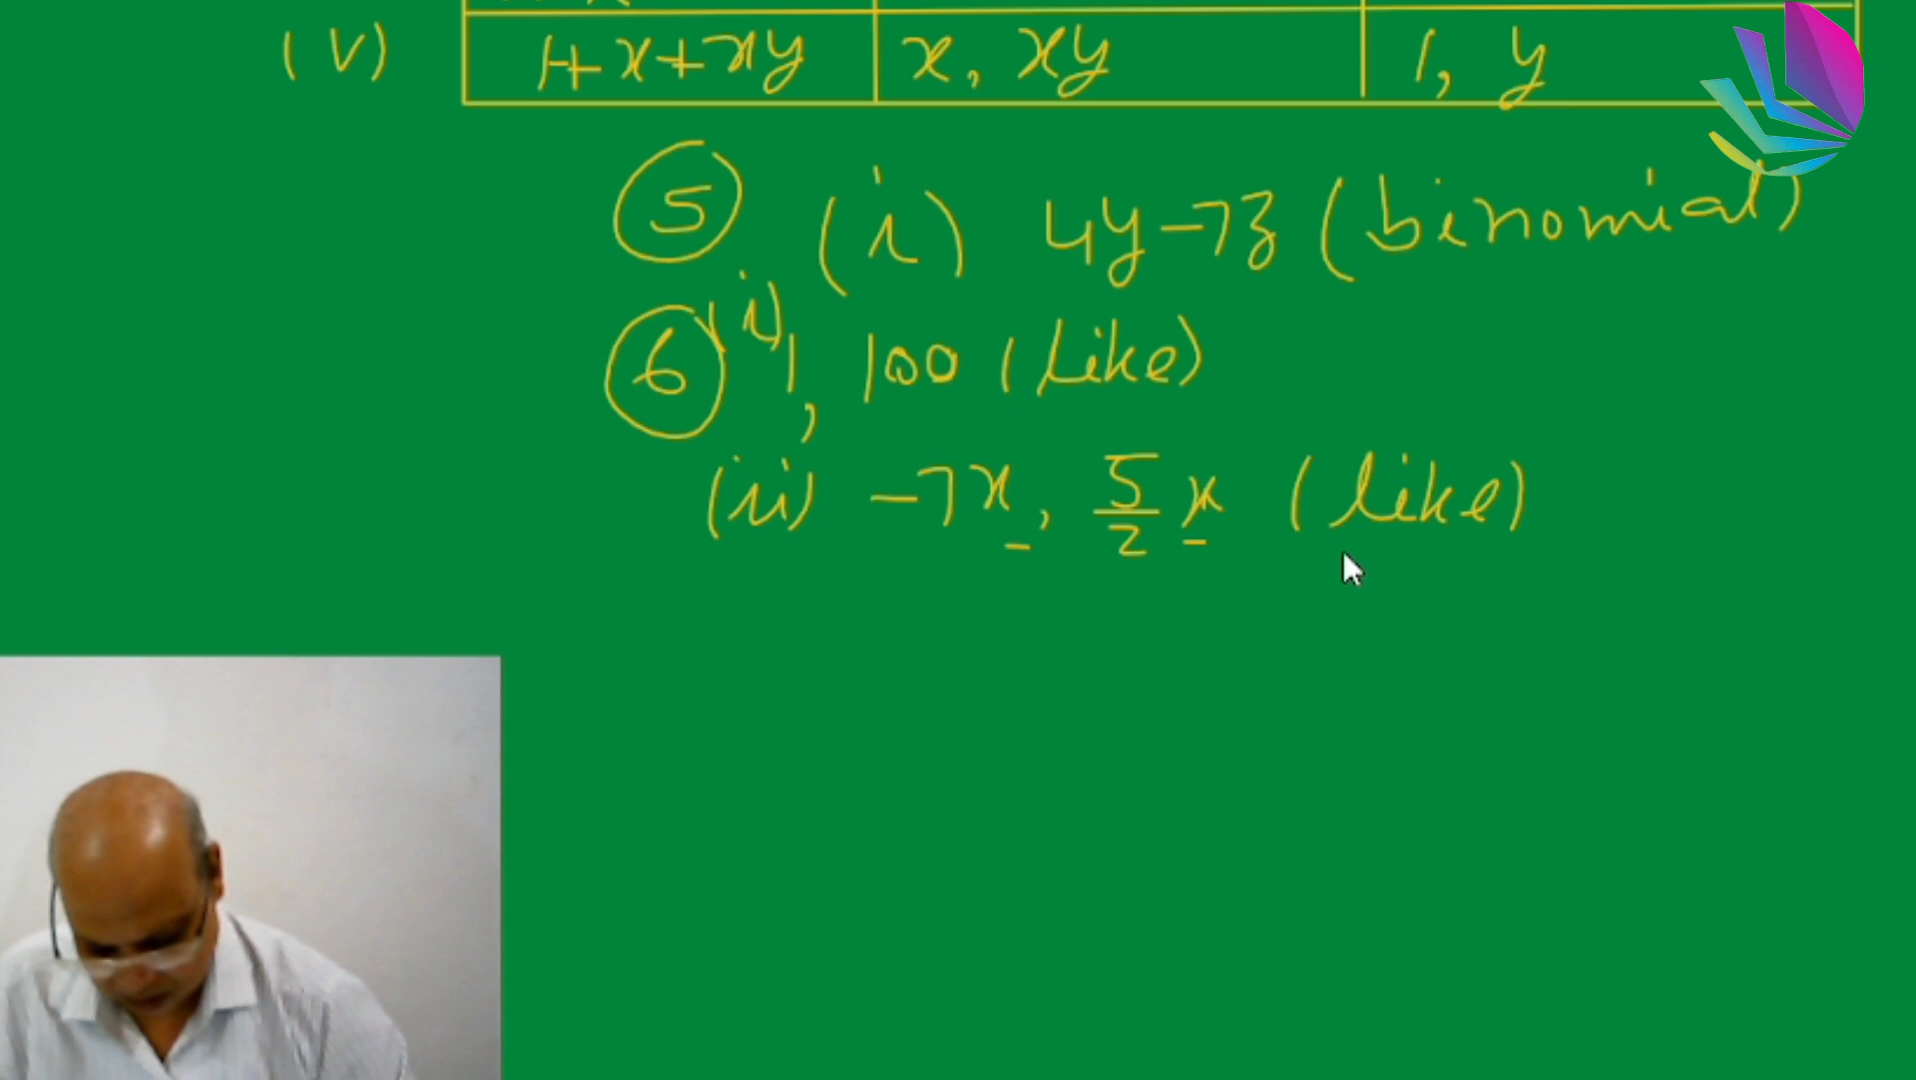 (V) 1+x+xy x, xy 1, y
5 (i) 4y-7z (binomial)
6 (i) 1, 100 (Like)
(ii) -7x, 5/2 x (like)